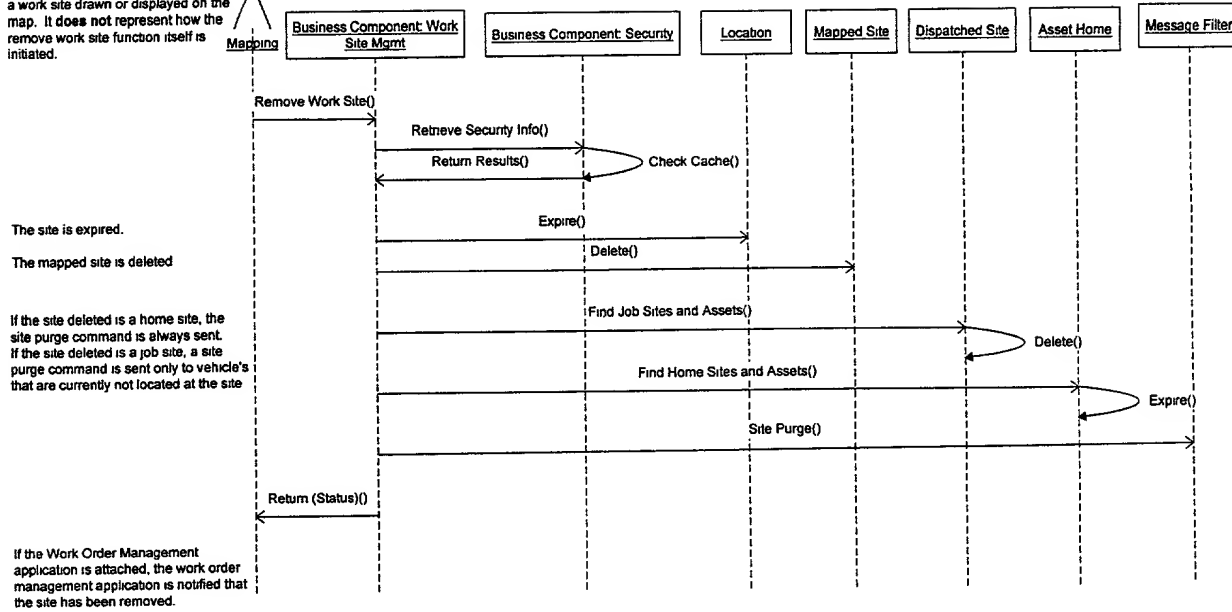 a work site drawn or displayed on the
map. It does not represent how the
remove work site function itself is
initiated.
Mapping
Business Component: Work
Site Mgmt
Business Component: Security
Location
Mapped Site
Dispatched Site
Asset Home
Message Filter
Remove Work Site()
Retrieve Security Info()
Return Results()
Check Cache()
The site is expired.
Expire()
The mapped site is deleted
Delete()
If the site deleted is a home site, the
site purge command is always sent.
If the site deleted is a job site, a site
purge command is sent only to vehicle's
that are currently not located at the site
Find Job Sites and Assets()
Delete()
Find Home Sites and Assets()
Expire()
Site Purge()
Return (Status)()
If the Work Order Management
application is attached, the work order
management application is notified that
the site has been removed.